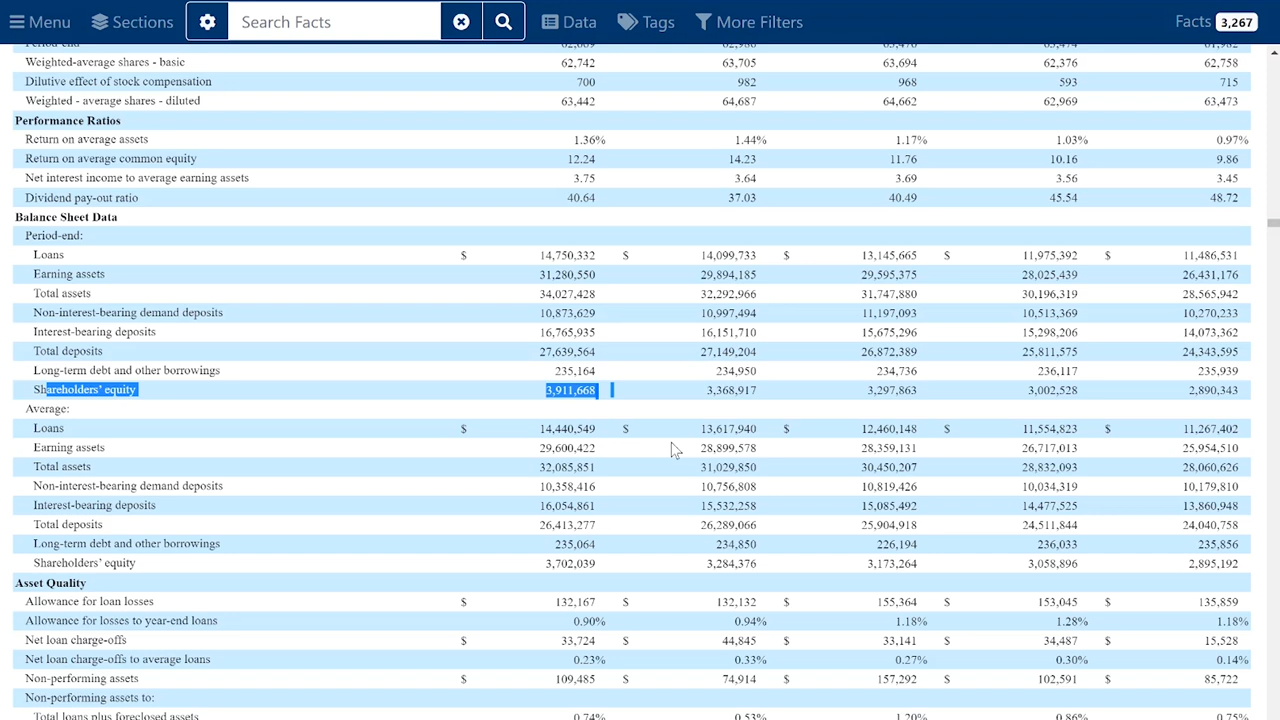 Menu Sections Search Facts Data Tags More Filters Facts 3,267
Weighted-average shares - basic 62,742 63,705 63,694 62,376 62,758
Dilutive effect of stock compensation 700 982 968 593 715
Weighted - average shares - diluted 63,442 64,687 64,662 62,969 63,473
Performance Ratios
Return on average assets 1.36% 1.44% 1.17% 1.03% 0.97%
Return on average common equity 12.24 14.23 11.76 10.16 9.86
Net interest income to average earning assets 3.75 3.64 3.69 3.56 3.45
Dividend pay-out ratio 40.64 37.03 40.49 45.54 48.72
Balance Sheet Data
Period-end:
Loans $ 14,750,332 $ 14,099,733 $ 13,145,665 $ 11,975,392 $ 11,486,531
Earning assets 31,280,550 29,894,185 29,595,375 28,025,439 26,431,176
Total assets 34,027,428 32,292,966 31,747,880 30,196,319 28,565,942
Non-interest-bearing demand deposits 10,873,629 10,997,494 11,197,093 10,513,369 10,270,233
Interest-bearing deposits 16,765,935 16,151,710 15,675,296 15,298,206 14,073,362
Total deposits 27,639,564 27,149,204 26,872,389 25,811,575 24,343,595
Long-term debt and other borrowings 235,164 234,950 234,736 236,117 235,939
Shareholders' equity 3,911,668 3,368,917 3,297,863 3,002,528 2,890,343
Average:
Loans $ 14,440,549 $ 13,617,940 $ 12,460,148 $ 11,554,823 $ 11,267,402
Earning assets 29,600,422 28,899,578 28,359,131 26,717,013 25,954,510
Total assets 32,085,851 31,029,850 30,450,207 28,832,093 28,060,626
Non-interest-bearing demand deposits 10,358,416 10,756,808 10,819,426 10,034,319 10,179,810
Interest-bearing deposits 16,054,861 15,532,258 15,085,492 14,477,525 13,860,948
Total deposits 26,413,277 26,289,066 25,904,918 24,511,844 24,040,758
Long-term debt and other borrowings 235,064 234,850 226,194 236,033 235,856
Shareholders' equity 3,702,039 3,284,376 3,173,264 3,058,896 2,895,192
Asset Quality
Allowance for loan losses $ 132,167 $ 132,132 $ 155,364 $ 153,045 $ 135,859
Allowance for losses to year-end loans 0.90% 0.94% 1.18% 1.28% 1.18%
Net loan charge-offs $ 33,724 $ 44,845 $ 33,141 $ 34,487 $ 15,528
Net loan charge-offs to average loans 0.23% 0.33% 0.27% 0.30% 0.14%
Non-performing assets $ 109,485 $ 74,914 $ 157,292 $ 102,591 $ 85,722
Non-performing assets to:
Total loans plus foreclosed assets 0.74% 0.53% 1.20% 0.86% 0.75%